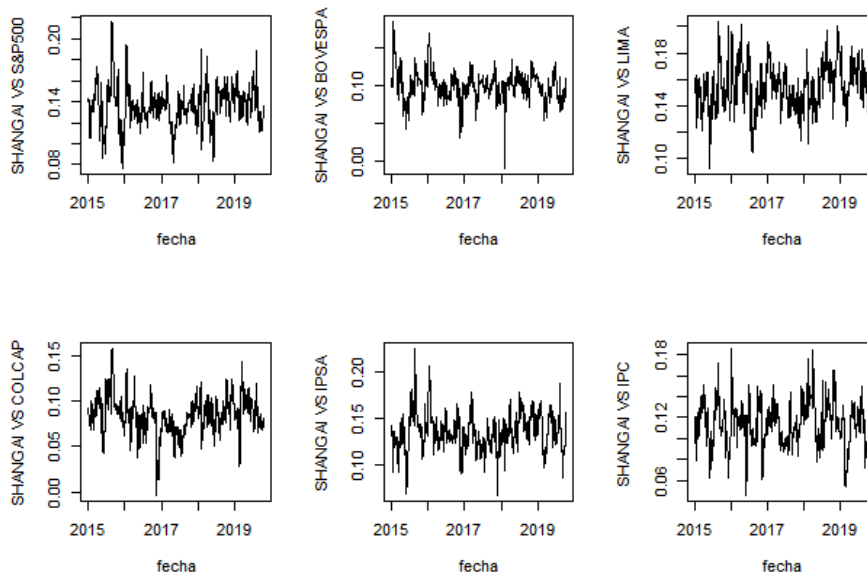 SHANGAI VS S&P500
0.08 0.14 0.20
2015 2017 2019
fecha
SHANGAI VS BOVESPA
0.00 0.10
2015 2017 2019
fecha
SHANGAI VS LIMA
0.10 0.14 0.18
2015 2017 2019
fecha
SHANGAI VS COLCAP
0.00 0.05 0.10 0.15
2015 2017 2019
fecha
SHANGAI VS IPSA
0.10 0.15 0.20
2015 2017 2019
fecha
SHANGAI VS IPC
0.06 0.12 0.18
2015 2017 2019
fecha